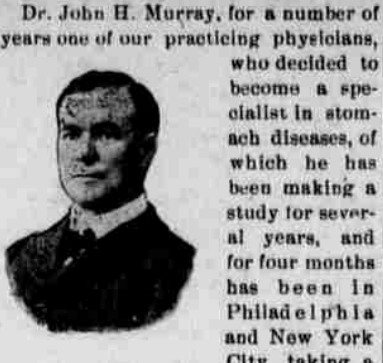 Dr. John H. Murray, for a number of
years one of our practicing physicians,
who decided to
become a spe-
cialist in stom-
ach diseases, of
which he has
been making a
study for sever-
al years, and
for four months
has been in
Philadelphia
and New York
City, taking a